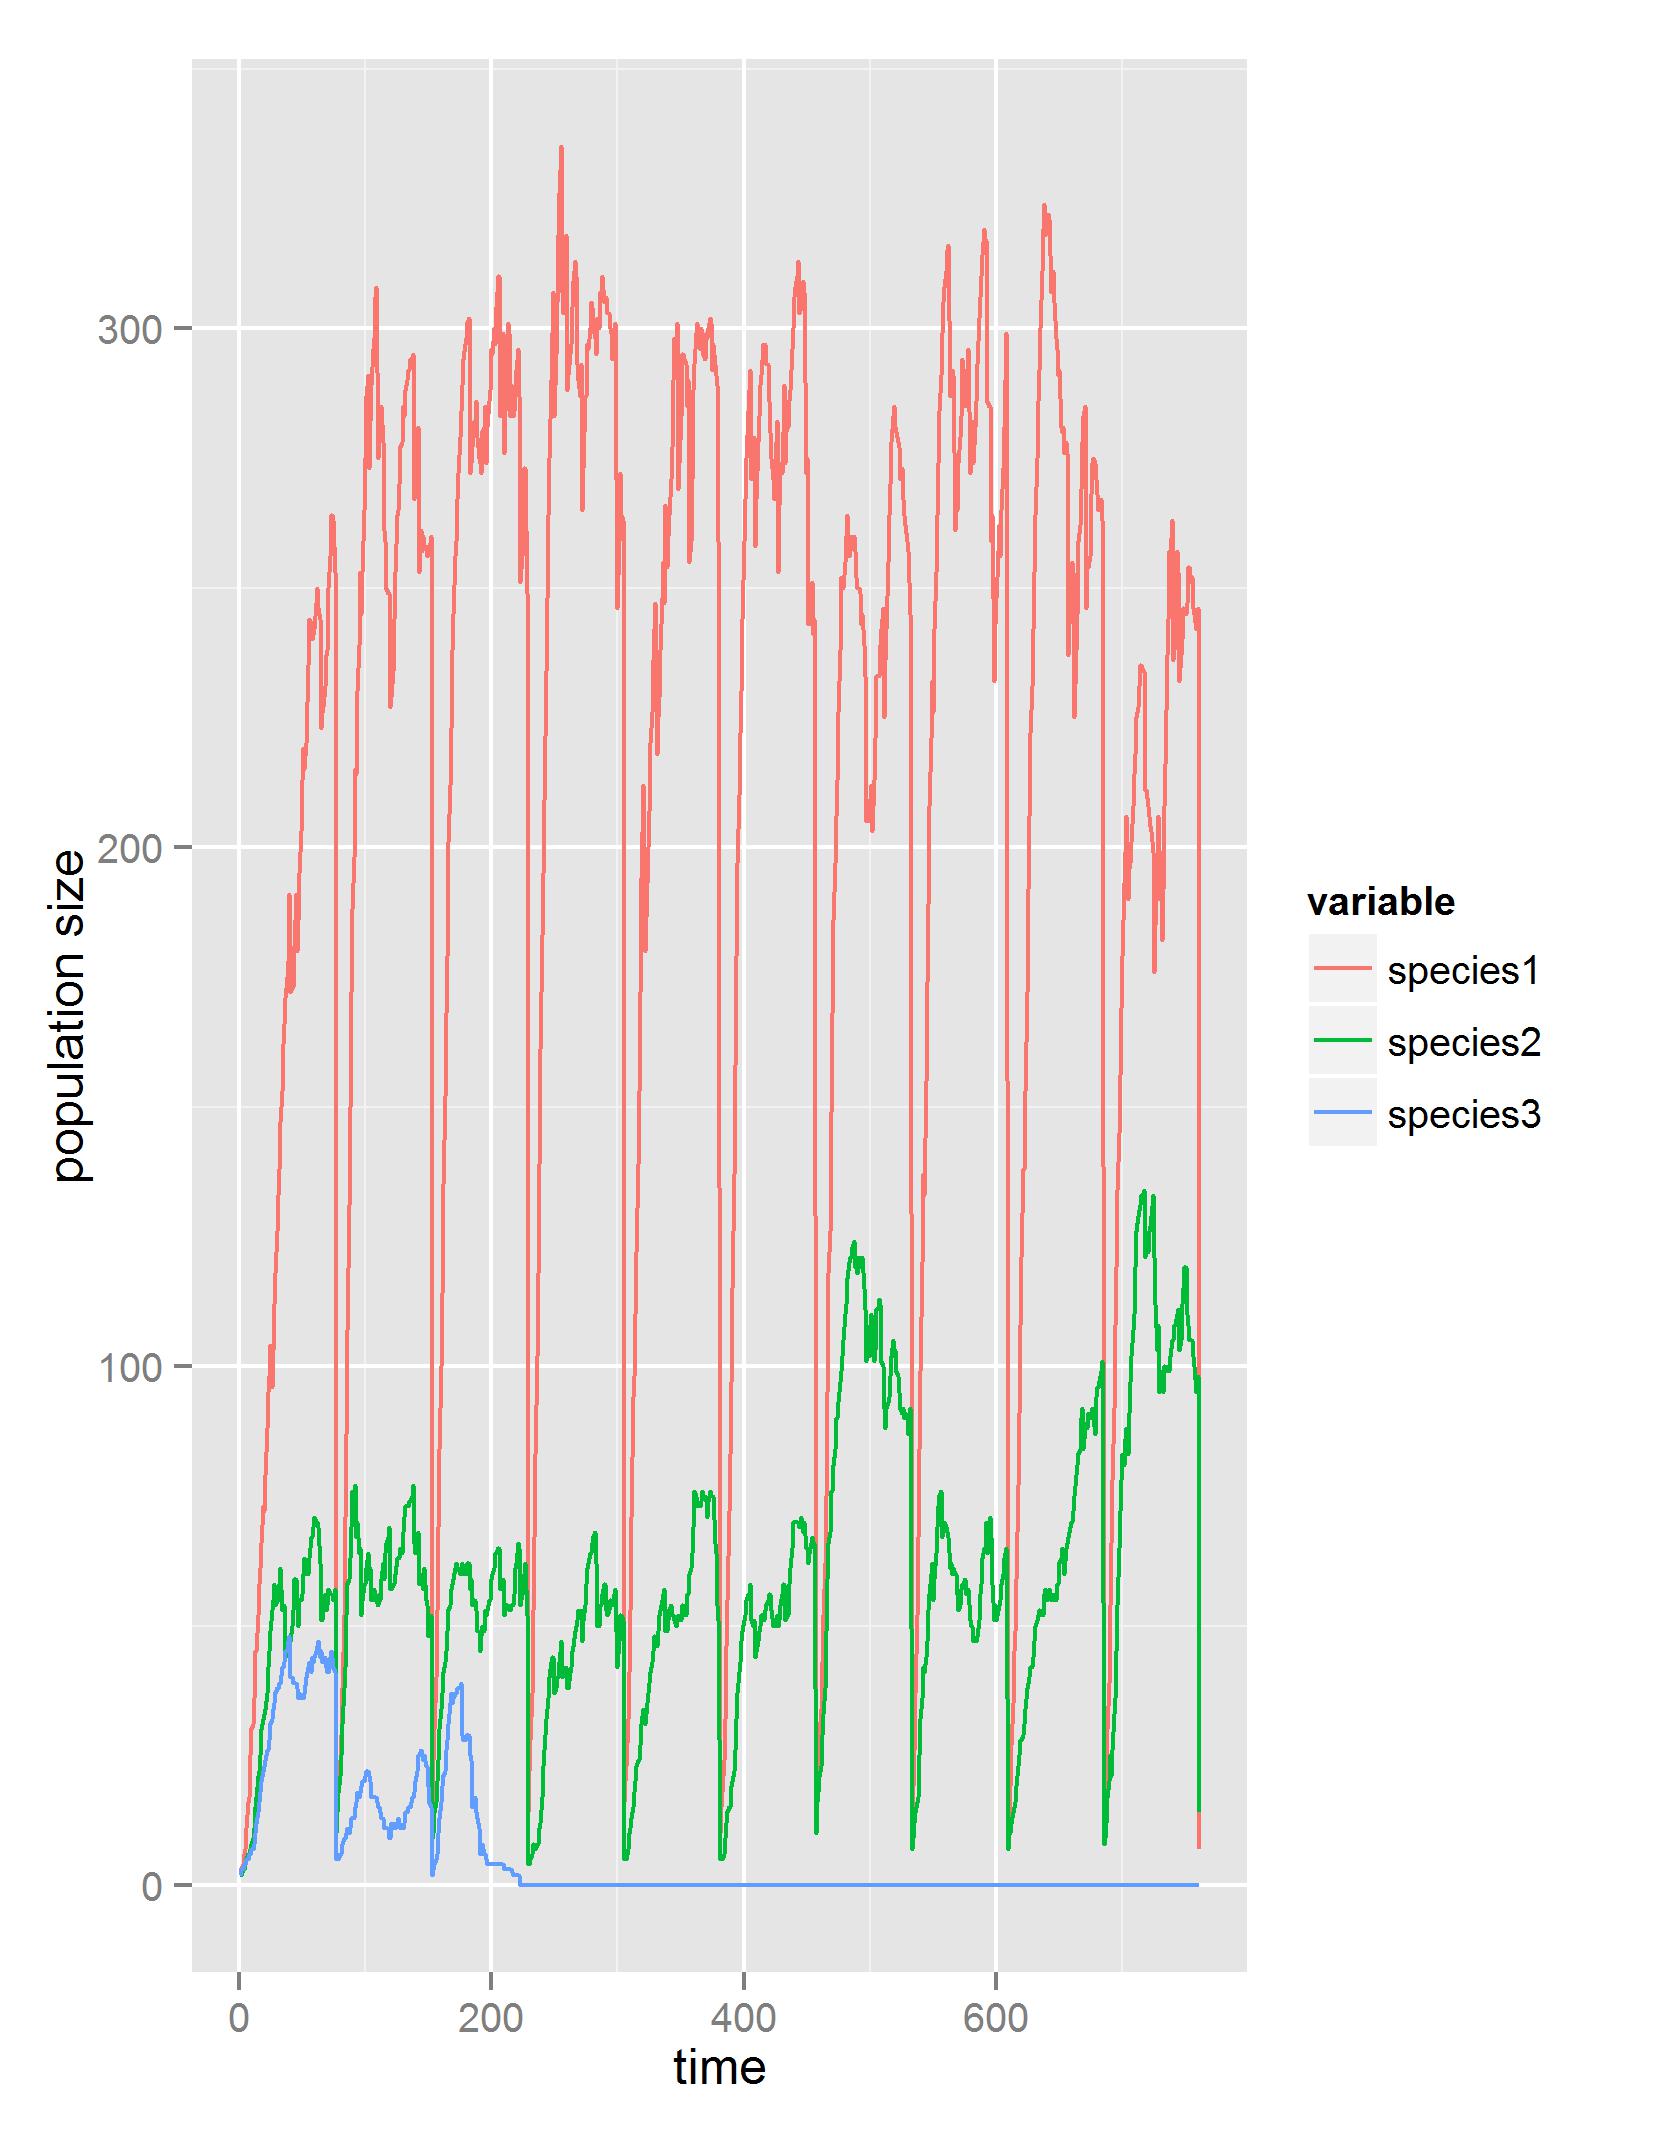 population size
300
200
100
0
0 200 400 600
time
variable
species1
species2
species3